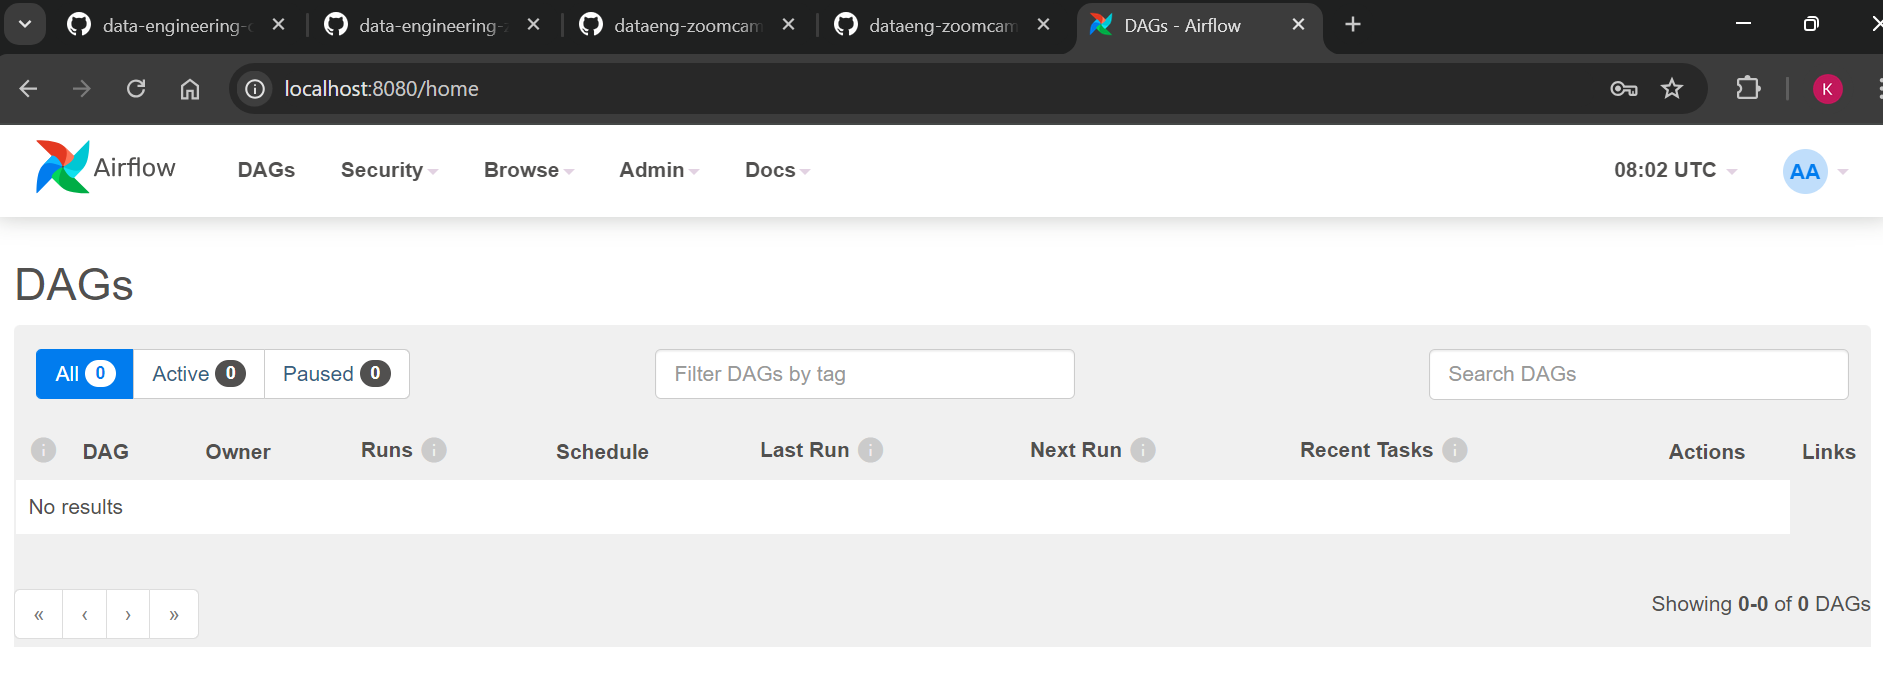 data-engineering-
data-engineering-
dataeng-zoomcam
dataeng-zoomcam
DAGs - Airflow
localhost:8080/home
K
Airflow
DAGs
Security
Browse
Admin
Docs
08:02 UTC
AA
DAGs
All 0
Active 0
Paused 0
Filter DAGs by tag
Search DAGs
DAG Owner Runs Schedule Last Run Next Run Recent Tasks Actions Links
No results
« ‹ › »
Showing 0-0 of 0 DAGs